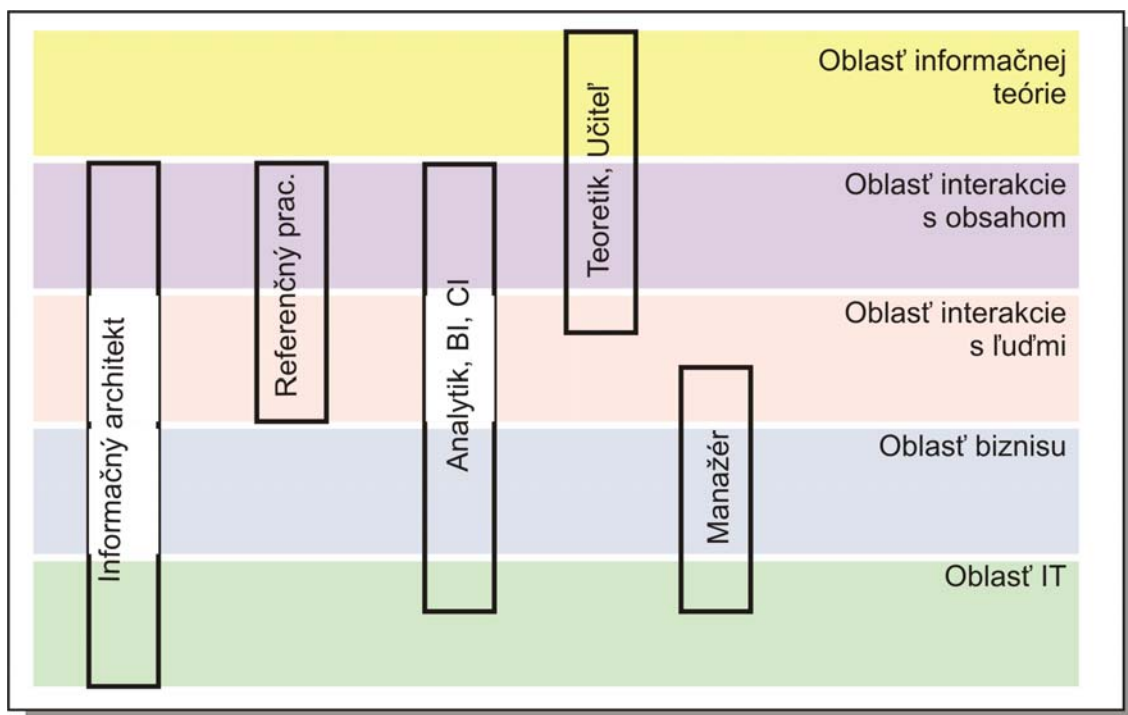 Oblasť informačnej
teórie
Oblasť interakcie
s obsahom
Oblasť interakcie
s ľuďmi
Oblasť biznisu
Oblasť IT
Informačný architekt
Referenčný prac.
Analytik, BI, CI
Teoretik, Učiteľ
Manažér